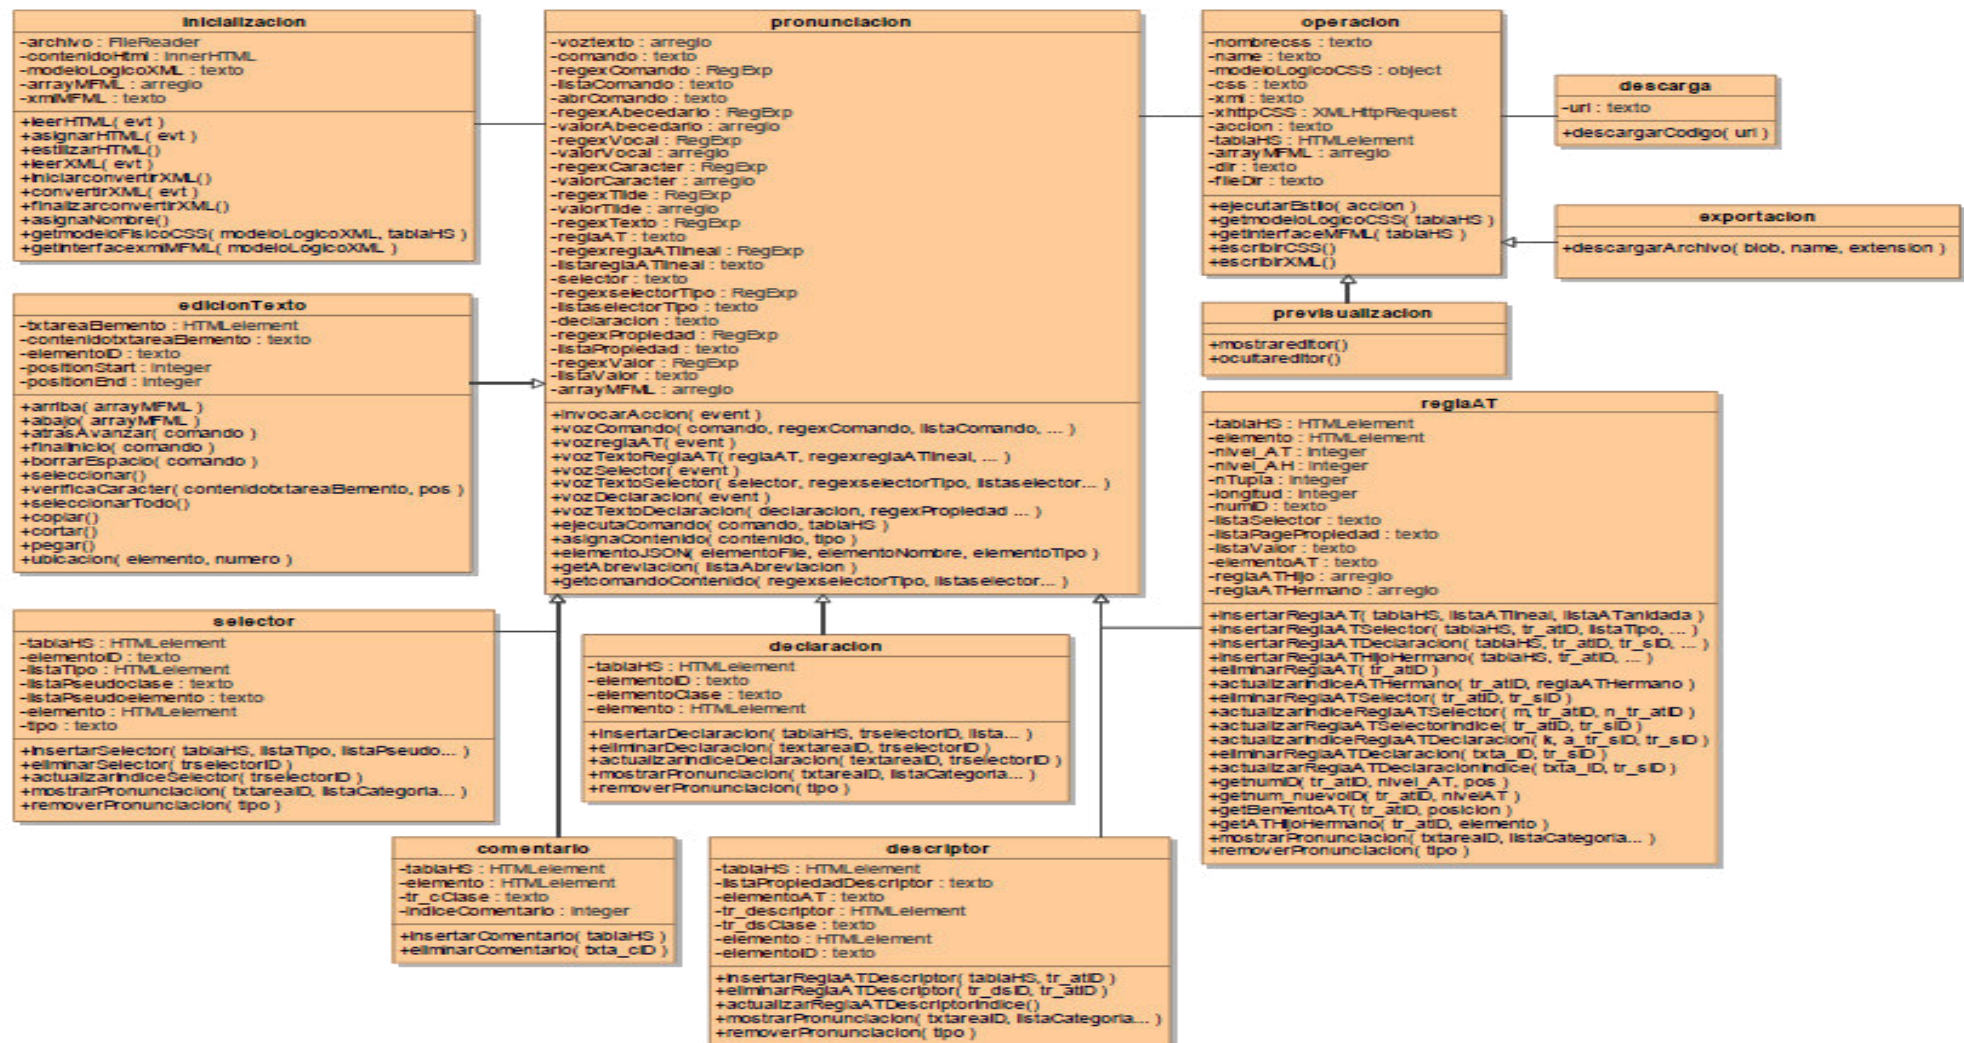 inicializacion
-archivo : FileReader
-contenidoHtml : innerHTML
-modeloLogicoXML : texto
-arrayMFML : arreglo
-xmlMFML : texto
+leerHTML( evt )
+asignarHTML( evt )
+estilizarHTML()
+leerXML( evt )
+iniciarconvertirXML()
+convertirXML( evt )
+finalizarconvertirXML()
+asignaNombre()
+getmodeloFisicoCSS( modeloLogicoXML, tablaHS )
+getinterfacexmlMFML( modeloLogicoXML )
edicionTexto
-txtareaElemento : HTMLelement
-contenidotxtareaElemento : texto
-elementoID : texto
-positionStart : integer
-positionEnd : integer
+arriba( arrayMFML )
+abajo( arrayMFML )
+atrasAvanzar( comando )
+finalInicio( comando )
+borrarEspacio( comando )
+seleccionar()
+verificaCaracter( contenidotxtareaElemento, pos )
+seleccionarTodo()
+copiar()
+cortar()
+pegar()
+ubicacion( elemento, numero )
selector
-tablaHS : HTMLelement
-elementoID : texto
-listaTipo : HTMLelement
-listaPseudoclase : texto
-listaPseudoelemento : texto
-elemento : HTMLelement
-tipo : texto
+insertarSelector( tablaHS, listaTipo, listaPseudo... )
+eliminarSelector( trselectorID )
+actualizarIndiceSelector( trselectorID )
+mostrarPronunciacion( txtareaID, listaCategoria... )
+removerPronunciacion( tipo )
pronunciacion
-voztexto : arreglo
-comando : texto
-regexComando : RegExp
-listaComando : texto
-abrComando : texto
-regexAbecedario : RegExp
-valorAbecedario : arreglo
-regexVocal : RegExp
-valorVocal : arreglo
-regexCaracter : RegExp
-valorCaracter : arreglo
-regexTilde : RegExp
-valorTilde : arreglo
-regexTexto : RegExp
-reglaAT : texto
-regexreglaATlineal : RegExp
-listareglaATlineal : texto
-selector : texto
-regexselectorTipo : RegExp
-listaselectorTipo : texto
-declaracion : texto
-regexPropiedad : RegExp
-listaPropiedad : texto
-regexValor : RegExp
-listaValor : texto
-arrayMFML : arreglo
+invocarAccion( event )
+vozComando( comando, regexComando, listaComando, ... )
+vozreglaAT( event )
+vozTextoReglaAT( reglaAT, regexreglaATlineal, ... )
+vozSelector( event )
+vozTextoSelector( selector, regexselectorTipo, listaselector... )
+vozDeclaracion( event )
+vozTextoDeclaracion( declaracion, regexPropiedad ... )
+ejecutaComando( comando, tablaHS )
+asignaContenido( contenido, tipo )
+elementoJSON( elementoFile, elementoNombre, elementoTipo )
+getAbreviacion( listaAbreviacion )
+getcomandoContenido( regexselectorTipo, listaselector... )
declaracion
-tablaHS : HTMLelement
-elementoID : texto
-elementoClase : texto
-elemento : HTMLelement
+insertarDeclaracion( tablaHS, trselectorID, lista... )
+eliminarDeclaracion( textareaID, trselectorID )
+actualizarIndiceDeclaracion( textareaID, trselectorID )
+mostrarPronunciacion( txtareaID, listaCategoria... )
+removerPronunciacion( tipo )
comentario
-tablaHS : HTMLelement
-elemento : HTMLelement
-tr_cClase : texto
-indiceComentario : integer
+insertarComentario( tablaHS )
+eliminarComentario( txta_cID )
descriptor
-tablaHS : HTMLelement
-listaPropiedadDescriptor : texto
-elementoAT : texto
-tr_descriptor : HTMLelement
-tr_dsClase : texto
-elemento : HTMLelement
-elementoID : texto
+insertarReglaATDescriptor( tablaHS, tr_atID )
+eliminarReglaATDescriptor( tr_dsID, tr_atID )
+actualizarReglaATDescriptorIndice()
+mostrarPronunciacion( txtareaID, listaCategoria... )
+removerPronunciacion( tipo )
operacion
-nombrecss : texto
-name : texto
-modeloLogicoCSS : object
-css : texto
-xml : texto
-xhttpCSS : XMLHttpRequest
-accion : texto
-tablaHS : HTMLelement
-arrayMFML : arreglo
-dir : texto
-fileDir : texto
+ejecutarEstilo( accion )
+getmodeloLogicoCSS( tablaHS )
+getinterfaceMFML( tablaHS )
+escribirCSS()
+escribirXML()
descarga
-url : texto
+descargarCodigo( url )
exportacion
+descargarArchivo( blob, name, extension )
previsualizacion
+mostrareditor()
+ocultareditor()
reglaAT
-tablaHS : HTMLelement
-elemento : HTMLelement
-nivel_AT : integer
-nivel_AH : integer
-nTupla : integer
-longitud : integer
-numID : texto
-listaSelector : texto
-listaPagePropiedad : texto
-listaValor : texto
-elementoAT : texto
-reglaATHijo : arreglo
-reglaATHermano : arreglo
+insertarReglaAT( tablaHS, listaATlineal, listaATanidada )
+insertarReglaATSelector( tablaHS, tr_atID, listaTipo, ... )
+insertarReglaATDeclaracion( tablaHS, tr_atID, tr_sID, ... )
+insertarReglaATHijoHermano( tablaHS, tr_atID, ... )
+eliminarReglaAT( tr_atID )
+actualizarIndiceATHermano( tr_atID, reglaATHermano )
+eliminarReglaATSelector( tr_atID, tr_sID )
+actualizarIndiceReglaATSelector( m, tr_atID, n_tr_atID )
+actualizarReglaATSelectorIndice( tr_atID, tr_sID )
+actualizarIndiceReglaATDeclaracion( k, a_tr_sID, tr_sID )
+eliminarReglaATDeclaracion( txta_ID, tr_sID )
+actualizarReglaATDeclaracionIndice( txta_ID, tr_sID )
+getnumID( tr_atID, nivel_AT, pos )
+getnum_nuevoID( tr_atID, nivelAT )
+getElementoAT( tr_atID, posicion )
+getATHijoHermano( tr_atID, elemento )
+mostrarPronunciacion( txtareaID, listaCategoria... )
+removerPronunciacion( tipo )